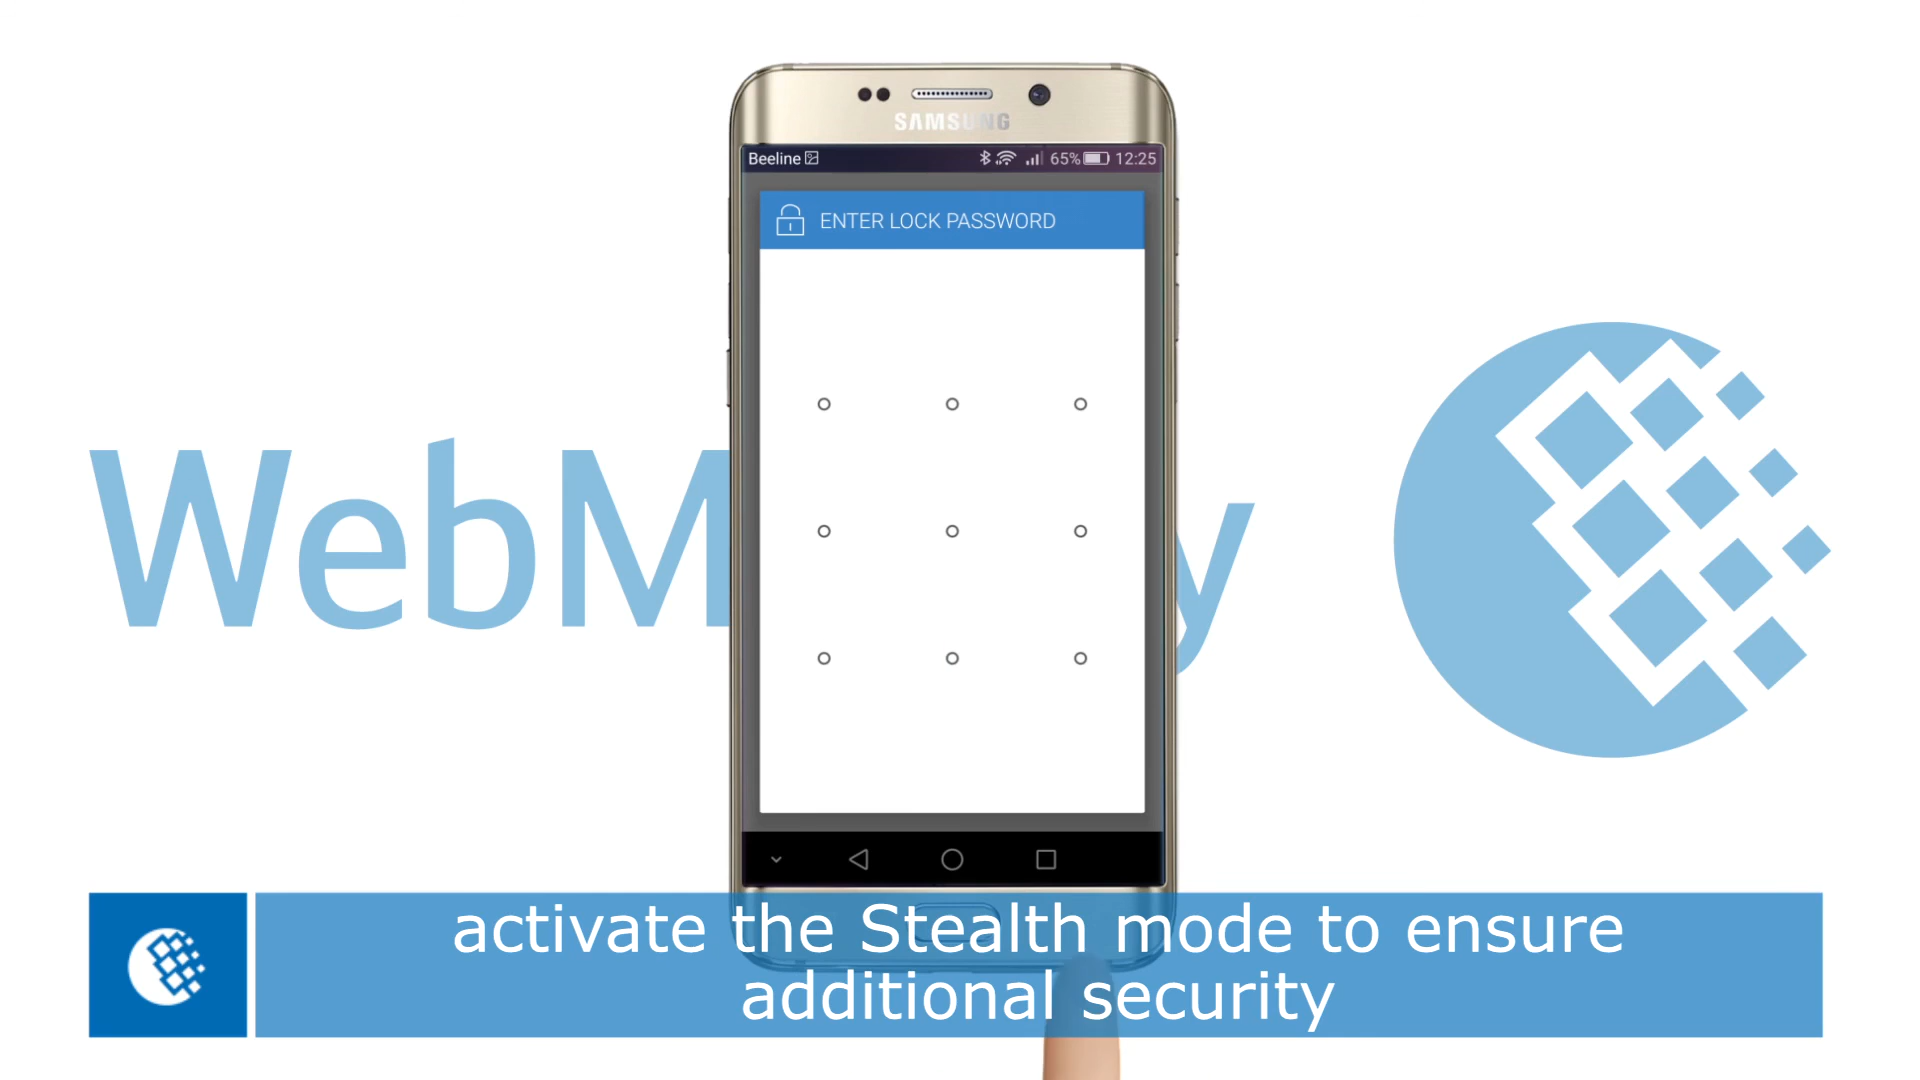 SAMSUNG
Beeline 65% 12:25
ENTER LOCK PASSWORD
WebM y
activate the Stealth mode to ensure
additional security